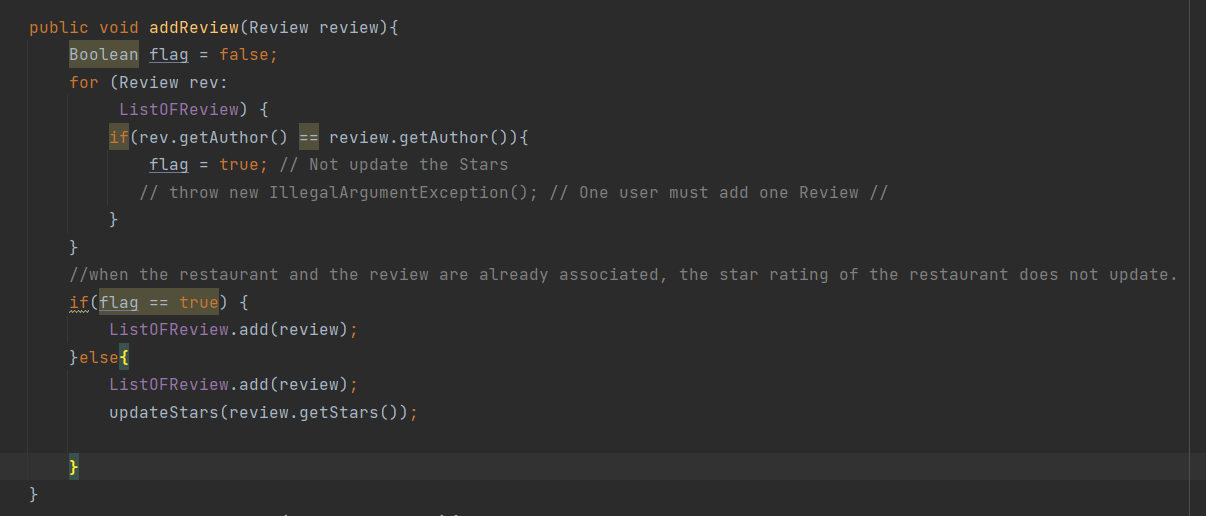 public void addReview(Review review){
Boolean flag = false;
for (Review rev:
ListOFReview) {
if(rev.getAuthor() == review.getAuthor()){
flag = true; // Not update the Stars
// throw new IllegalArgumentException(); // One user must add one Review //
}
}
//when the restaurant and the review are already associated, the star rating of the restaurant does not update.
if(flag == true) {
ListOFReview.add(review);
}else{
ListOFReview.add(review);
updateStars(review.getStars());
}
}